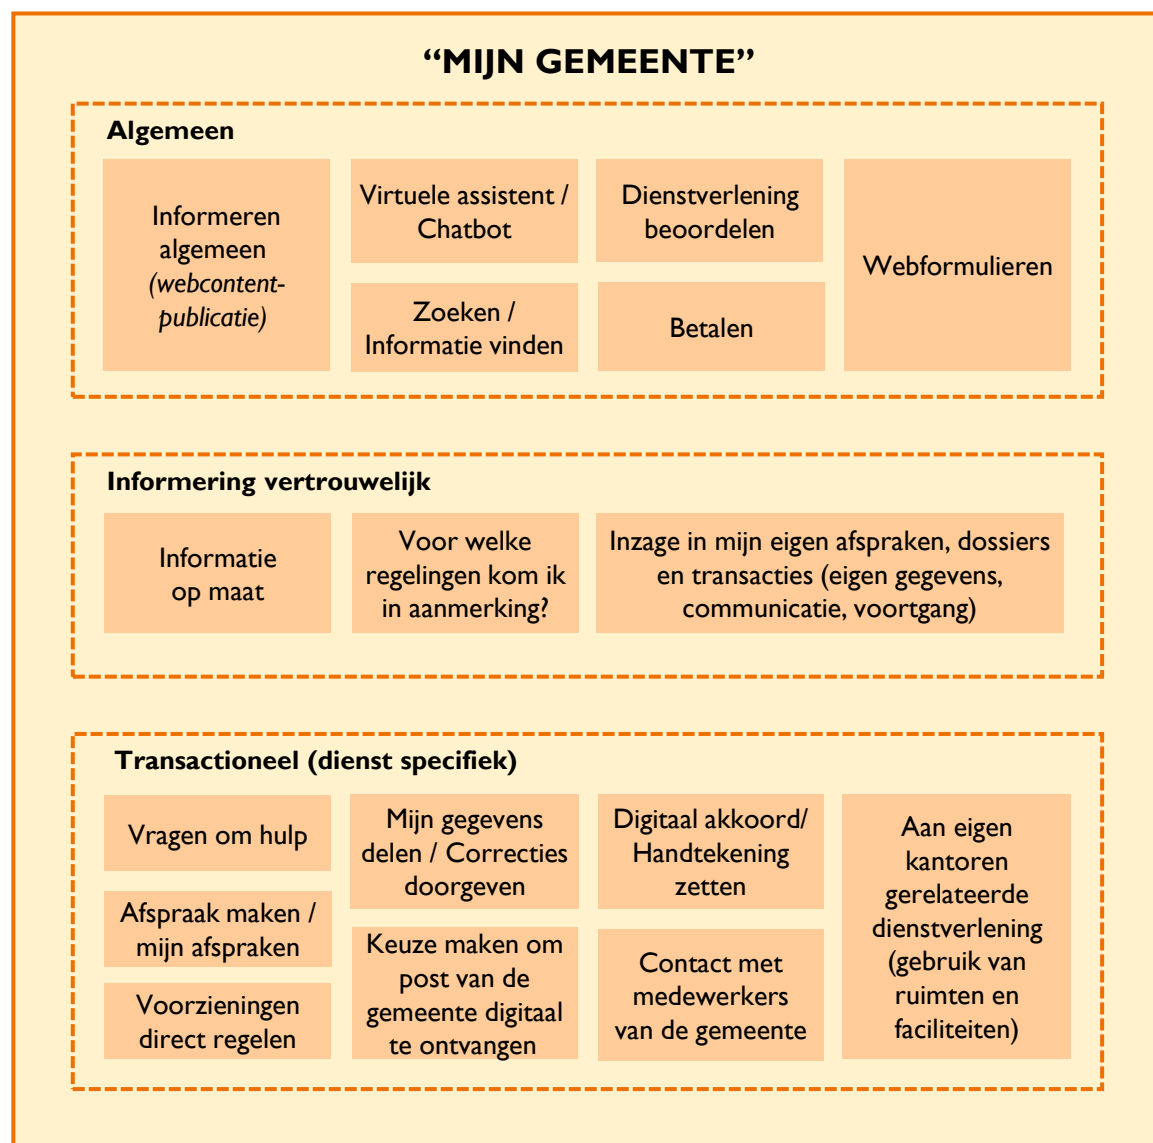 “MIJN GEMEENTE”
Algemeen
Informeren
algemeen
(webcontent-
publicatie)
Virtuele assistent /
Chatbot
Zoeken /
Informatie vinden
Dienstverlening
beoordelen
Betalen
Webformulieren
Informering vertrouwelijk
Informatie
op maat
Voor welke
regelingen kom ik
in aanmerking?
Inzage in mijn eigen afspraken, dossiers
en transacties (eigen gegevens,
communicatie, voortgang)
Transactioneel (dienst specifiek)
Vragen om hulp
Afspraak maken /
mijn afspraken
Voorzieningen
direct regelen
Mijn gegevens
delen / Correcties
doorgeven
Keuze maken om
post van de
gemeente digitaal
te ontvangen
Digitaal akkoord/
Handtekening
zetten
Contact met
medewerkers
van de gemeente
Aan eigen
kantoren
gerelateerde
dienstverlening
(gebruik van
ruimten en
faciliteiten)